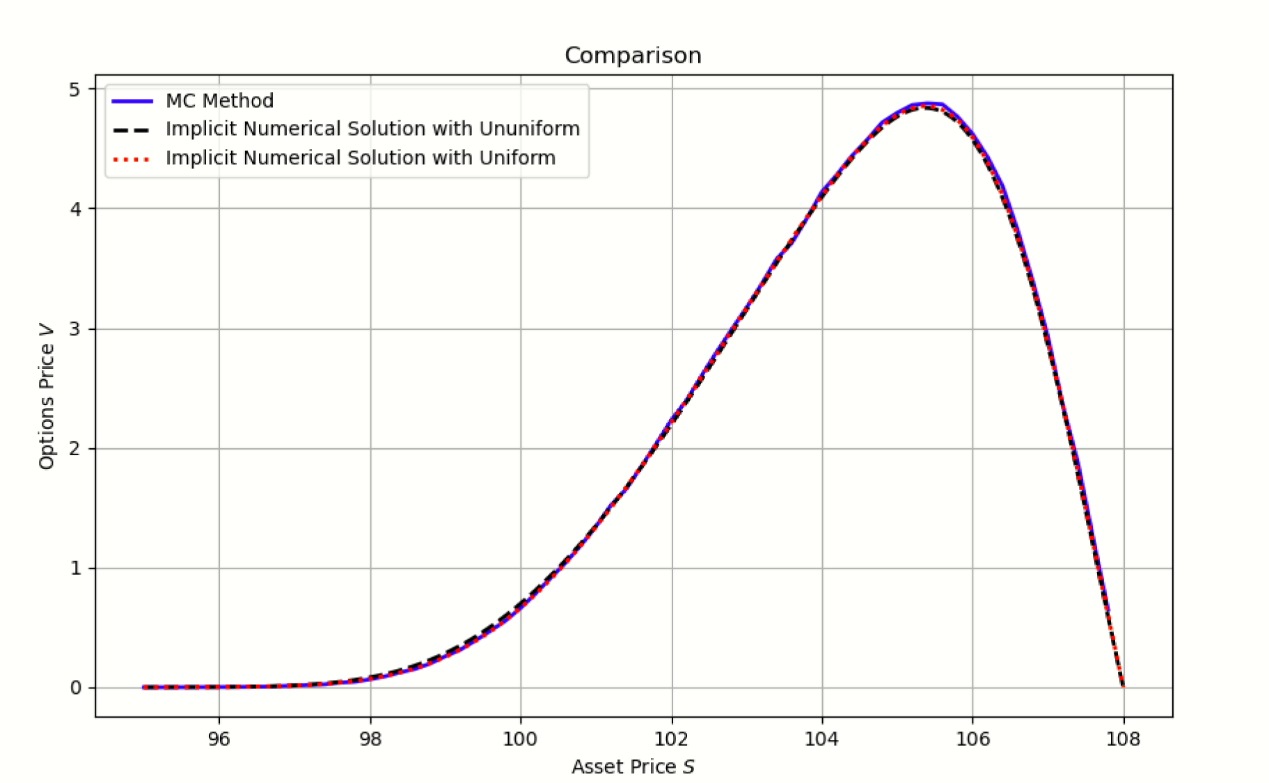 Comparison
MC Method
Implicit Numerical Solution with Ununiform
Implicit Numerical Solution with Uniform
Options Price V
5
4
3
2
1
0
96 98 100 102 104 106 108
Asset Price S